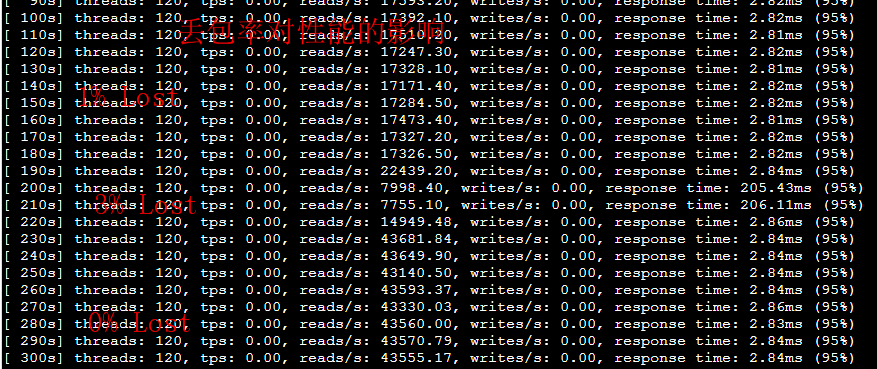 [ 90s] threads: 120, tps: 0.00, reads/s: 17393.20, writes/s: 0.00, response time: 2.82ms (95%)
[ 100s] threads: 120, tps: 0.00, reads/s: 17392.10, writes/s: 0.00, response time: 2.82ms (95%)
丢包率对性能的影响
[ 110s] threads: 120, tps: 0.00, reads/s: 17510.20, writes/s: 0.00, response time: 2.81ms (95%)
[ 120s] threads: 120, tps: 0.00, reads/s: 17247.30, writes/s: 0.00, response time: 2.82ms (95%)
[ 130s] threads: 120, tps: 0.00, reads/s: 17328.10, writes/s: 0.00, response time: 2.81ms (95%)
[ 140s] threads: 120, tps: 0.00, reads/s: 17171.40, writes/s: 0.00, response time: 2.82ms (95%)
1% Lost
[ 150s] threads: 120, tps: 0.00, reads/s: 17284.50, writes/s: 0.00, response time: 2.82ms (95%)
[ 160s] threads: 120, tps: 0.00, reads/s: 17473.40, writes/s: 0.00, response time: 2.81ms (95%)
[ 170s] threads: 120, tps: 0.00, reads/s: 17327.20, writes/s: 0.00, response time: 2.82ms (95%)
[ 180s] threads: 120, tps: 0.00, reads/s: 17326.50, writes/s: 0.00, response time: 2.82ms (95%)
[ 190s] threads: 120, tps: 0.00, reads/s: 22439.20, writes/s: 0.00, response time: 2.84ms (95%)
[ 200s] threads: 120, tps: 0.00, reads/s: 7998.40, writes/s: 0.00, response time: 205.43ms (95%)
3% Lost
[ 210s] threads: 120, tps: 0.00, reads/s: 7755.10, writes/s: 0.00, response time: 206.11ms (95%)
[ 220s] threads: 120, tps: 0.00, reads/s: 14949.48, writes/s: 0.00, response time: 2.86ms (95%)
[ 230s] threads: 120, tps: 0.00, reads/s: 43681.84, writes/s: 0.00, response time: 2.84ms (95%)
[ 240s] threads: 120, tps: 0.00, reads/s: 43649.90, writes/s: 0.00, response time: 2.84ms (95%)
[ 250s] threads: 120, tps: 0.00, reads/s: 43140.50, writes/s: 0.00, response time: 2.84ms (95%)
[ 260s] threads: 120, tps: 0.00, reads/s: 43593.37, writes/s: 0.00, response time: 2.84ms (95%)
[ 270s] threads: 120, tps: 0.00, reads/s: 43330.03, writes/s: 0.00, response time: 2.86ms (95%)
[ 280s] threads: 120, tps: 0.00, reads/s: 43560.00, writes/s: 0.00, response time: 2.83ms (95%)
0% Lost
[ 290s] threads: 120, tps: 0.00, reads/s: 43570.79, writes/s: 0.00, response time: 2.84ms (95%)
[ 300s] threads: 120, tps: 0.00, reads/s: 43555.17, writes/s: 0.00, response time: 2.84ms (95%)